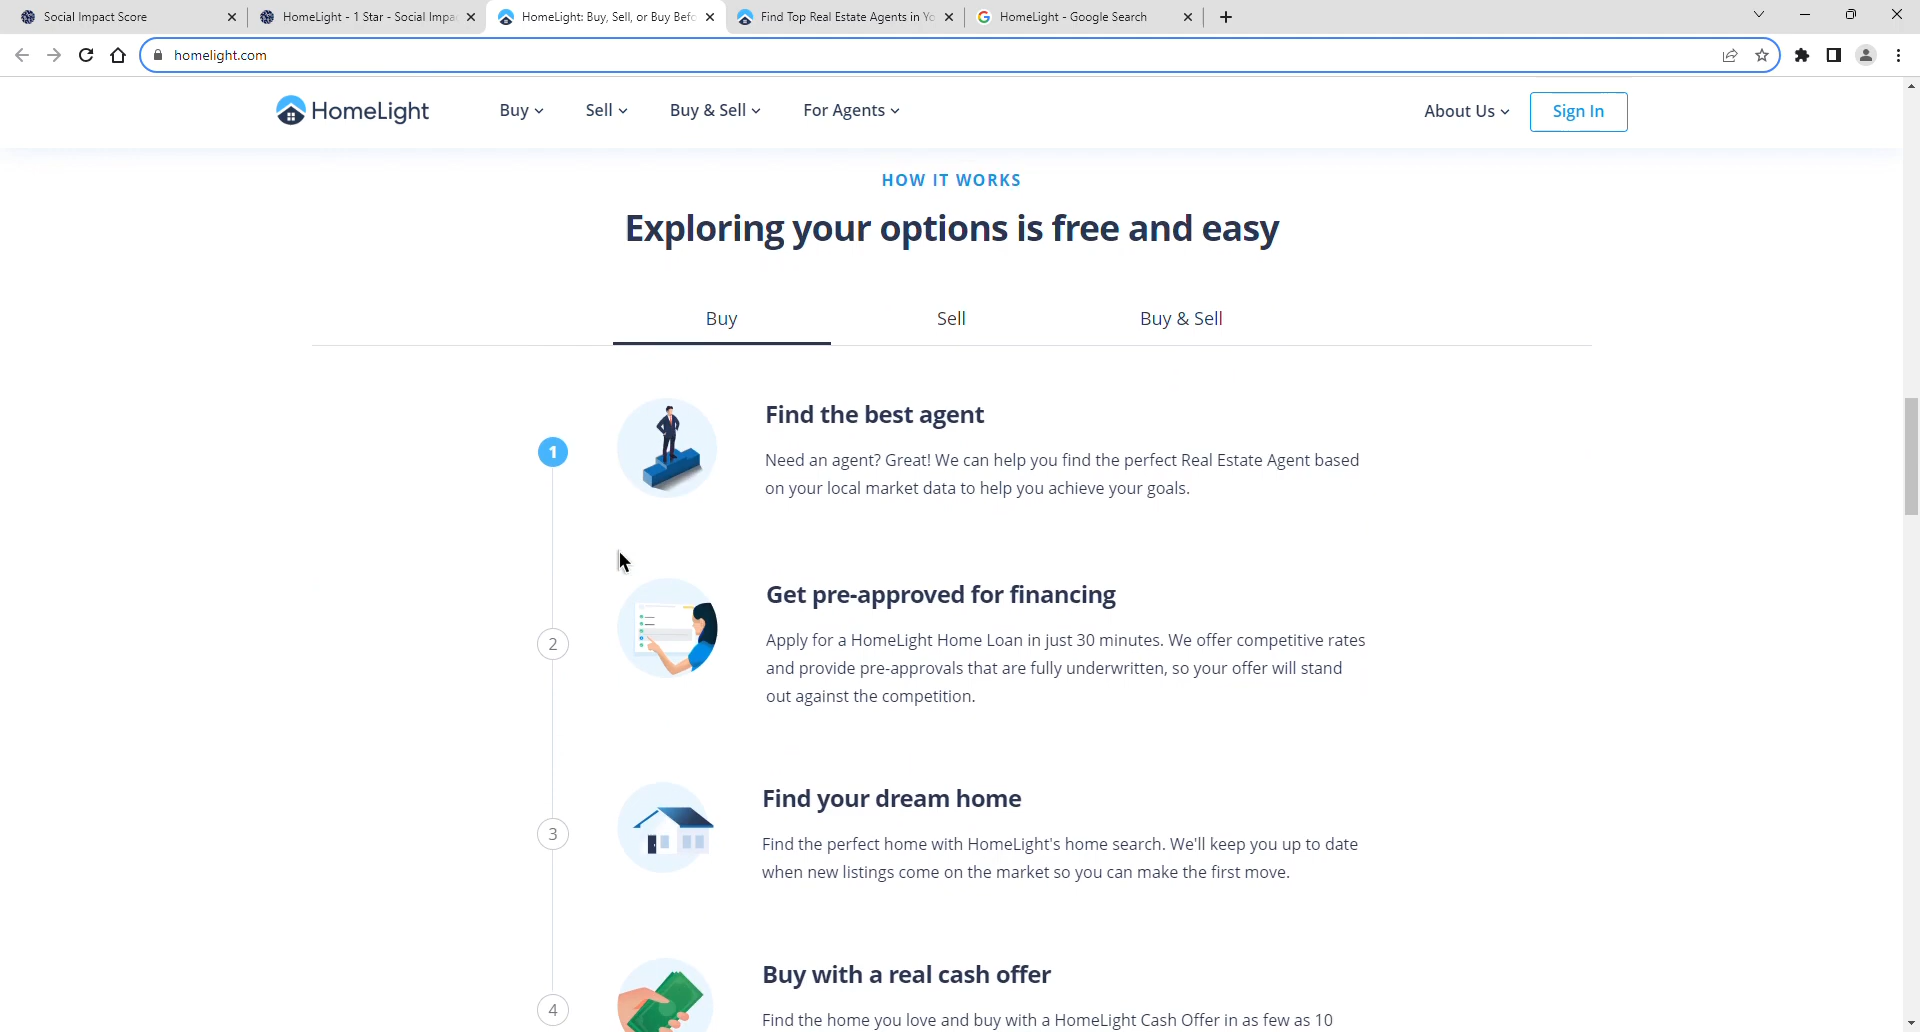 Social Impact Score
HomeLight - 1 Star - Social Impa
HomeLight: Buy, Sell, or Buy Befo
Find Top Real Estate Agents in Yo
HomeLight - Google Search
homelight.com
HomeLight
Buy
Sell
Buy & Sell
For Agents
About Us
Sign In
HOW IT WORKS
Exploring your options is free and easy
Buy
Sell
Buy & Sell
1
Find the best agent
Need an agent? Great! We can help you find the perfect Real Estate Agent based
on your local market data to help you achieve your goals.
2
Get pre-approved for financing
Apply for a HomeLight Home Loan in just 30 minutes. We offer competitive rates
and provide pre-approvals that are fully underwritten, so your offer will stand
out against the competition.
3
Find your dream home
Find the perfect home with HomeLight's home search. We'll keep you up to date
when new listings come on the market so you can make the first move.
4
Buy with a real cash offer
Find the home you love and buy with a HomeLight Cash Offer in as few as 10